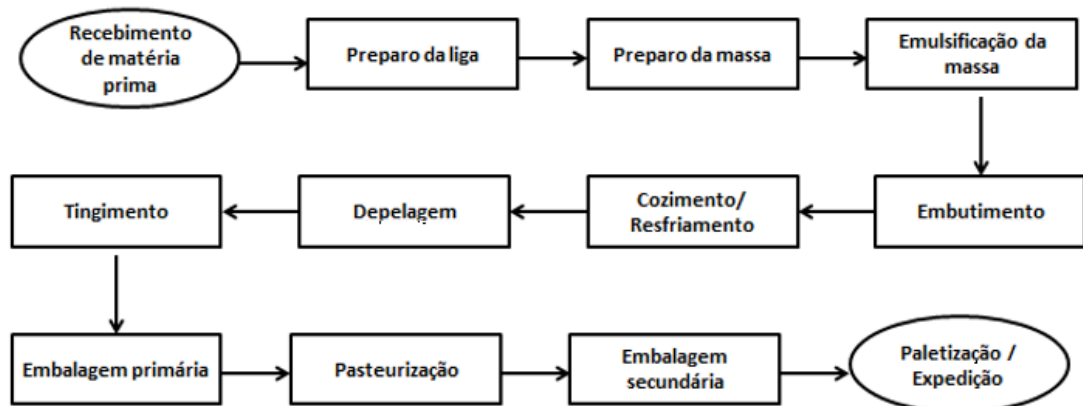 Recebimento
de matéria
prima
Preparo da liga
Preparo da massa
Emulsificação da
massa
Embutimento
Cozimento/
Resfriamento
Depelagem
Tingimento
Embalagem primária
Pasteurização
Embalagem
secundária
Paletização /
Expedição